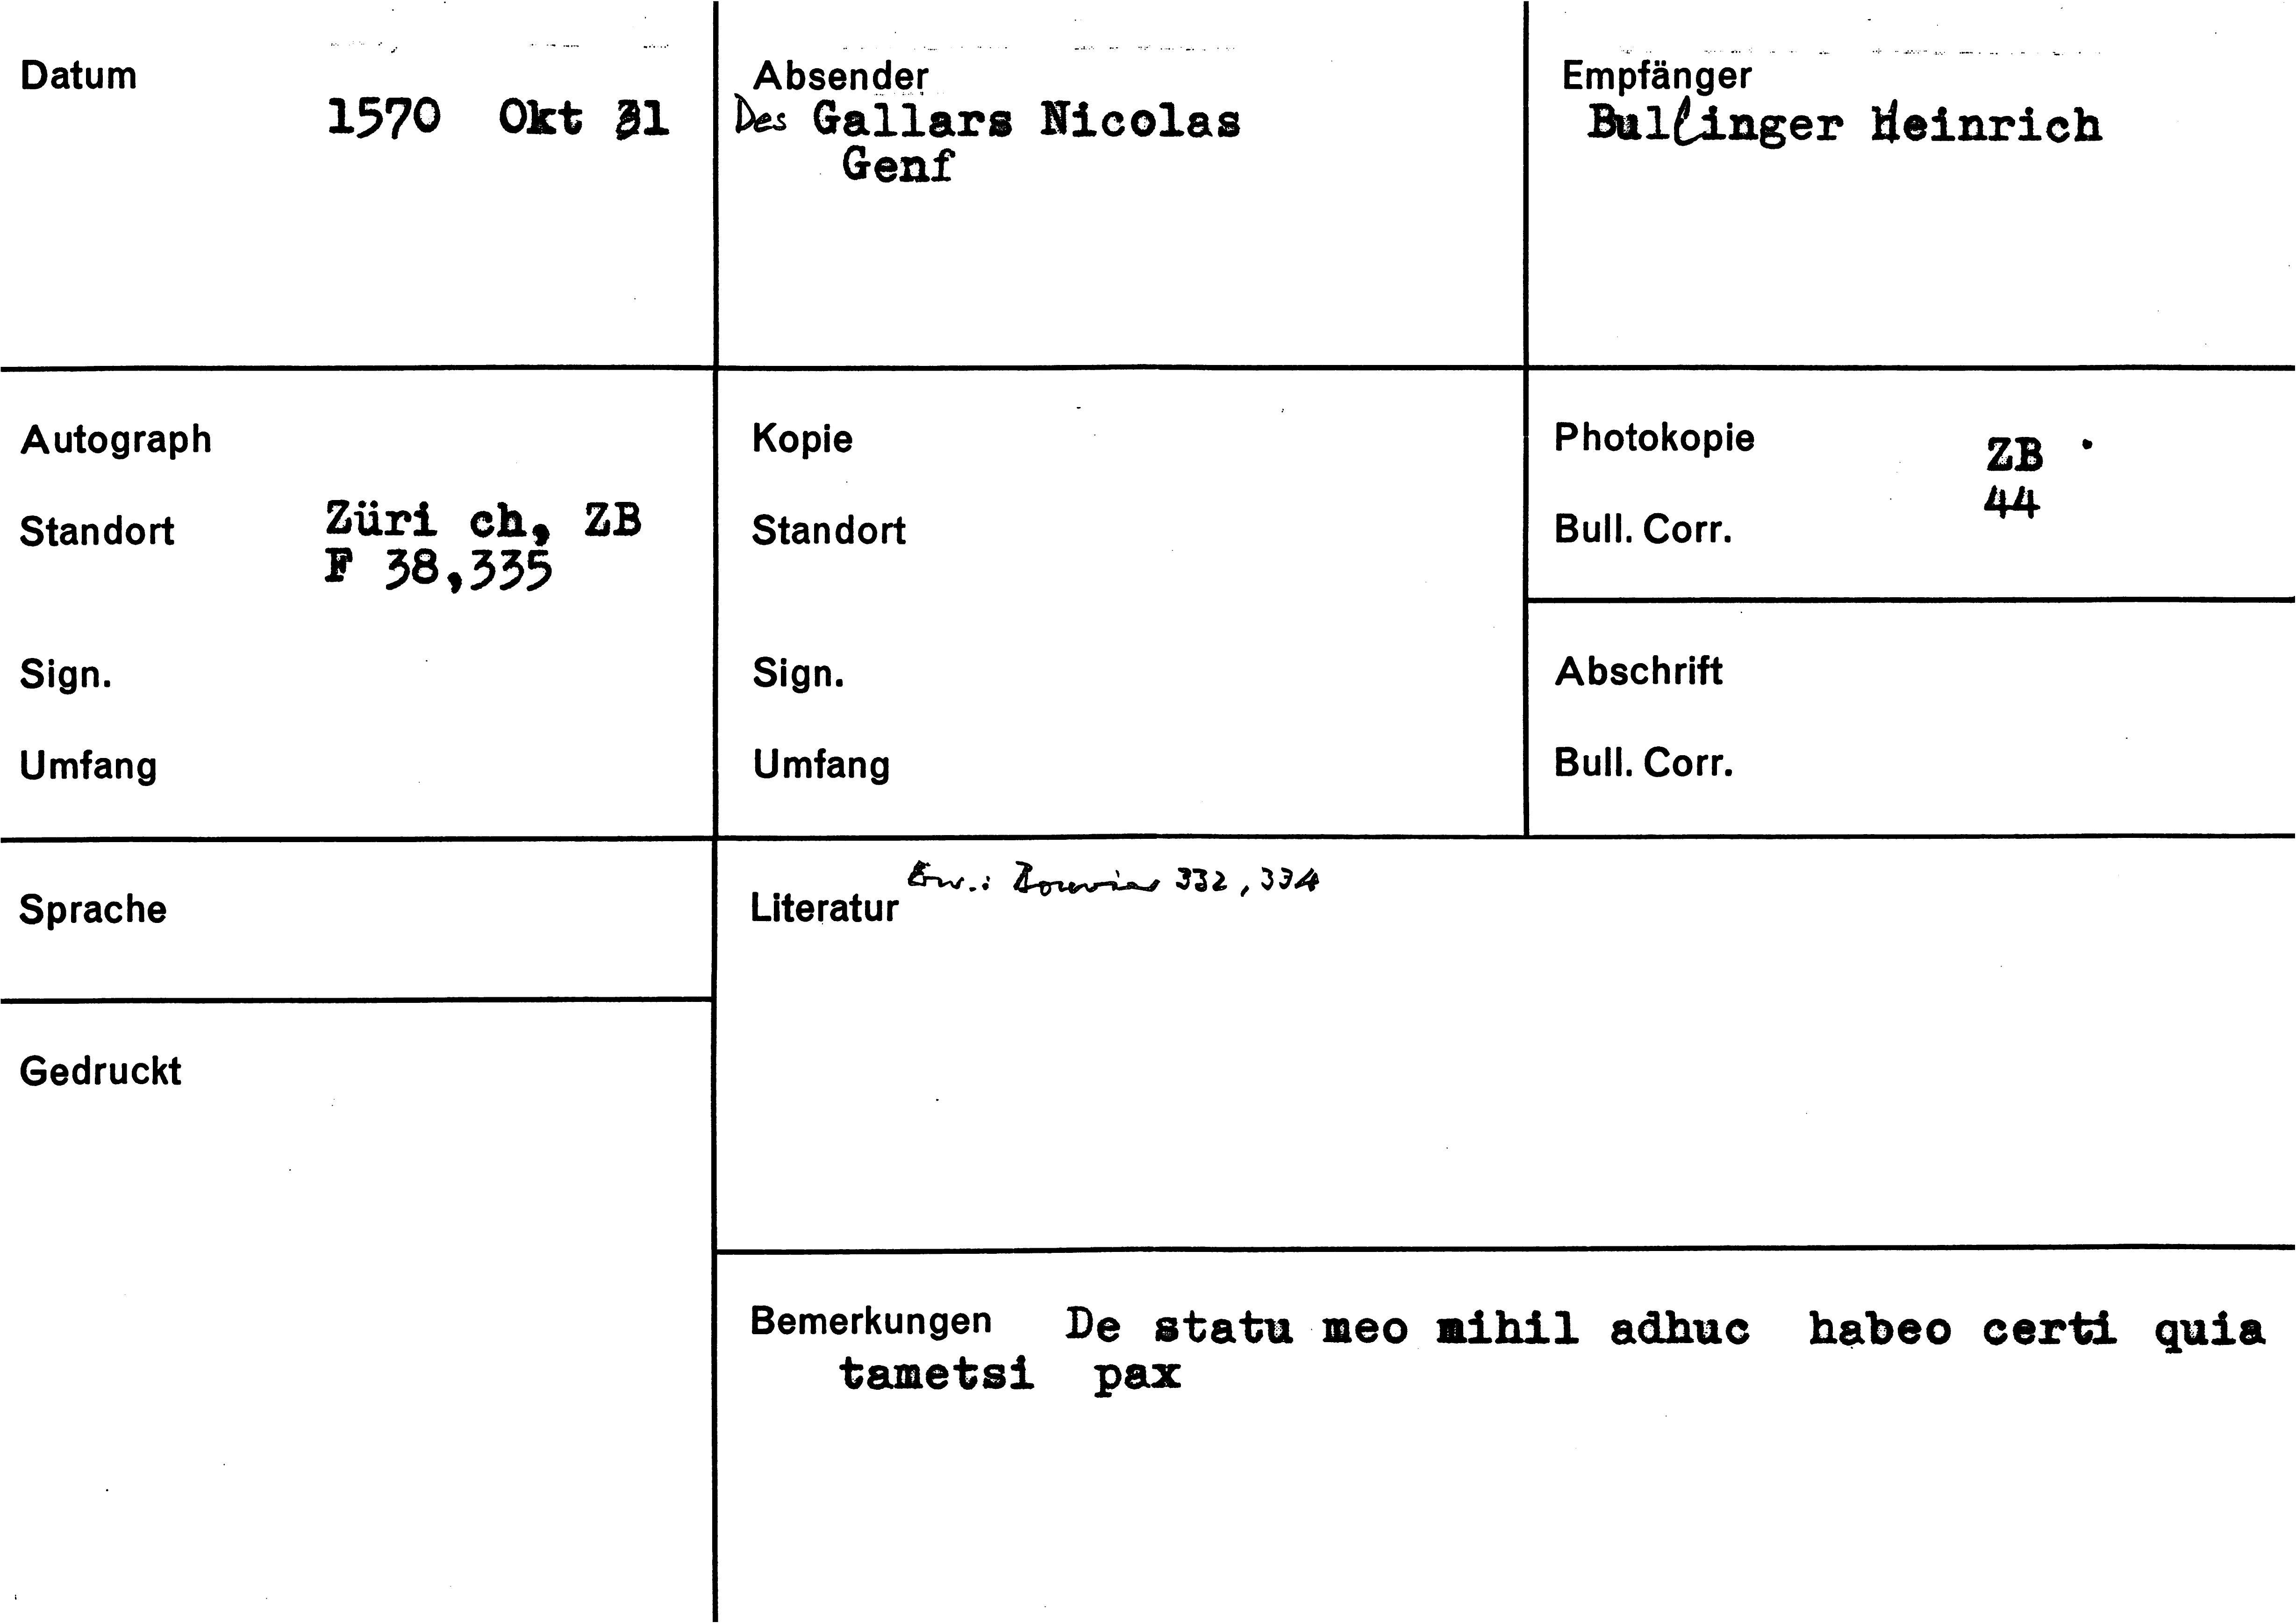 Datum
1570 Okt 31
Absender
Des Gallars Nicolas
Genf
Empfänger
Bullinger Heinrich
Autograph
Standort Züri ch, ZB
F 38,335
Sign.
Umfang
Kopie
Standort
Sign.
Umfang
Photokopie ZB
44
Bull. Corr.
Abschrift
Bull. Corr.
Sprache
Gedruckt
Literatur Erw.: Bouvier 332, 334
Bemerkungen De statu meo mihil adhuc habeo certi quia
tametsi pax